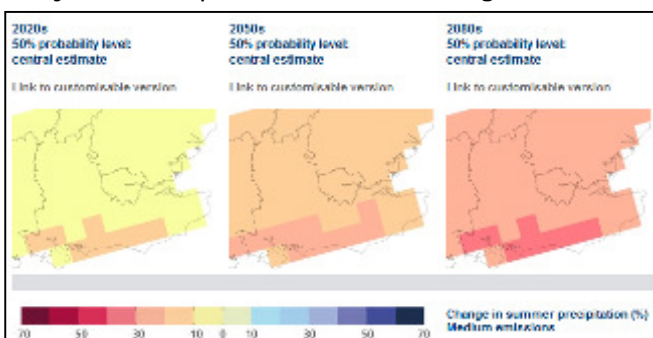 2020s
50% probability level:
central estimate
Link to customisable version
2050s
50% probability level:
central estimate
Link to customisable version
2080s
50% probability level:
central estimate
Link to customisable version
70 50 30 10 0 10 30 50 70
Change in summer precipitation (%)
Medium emissions